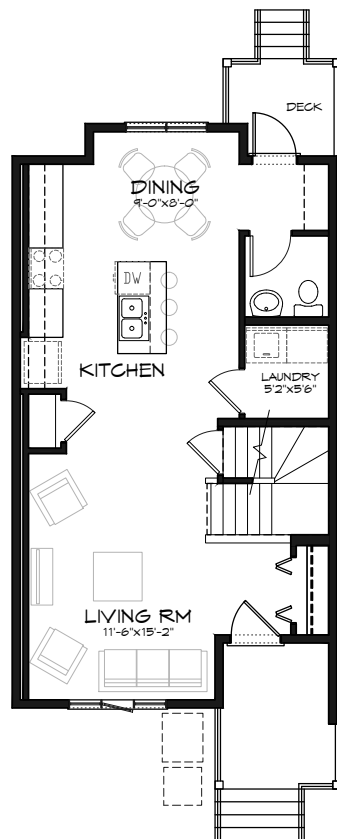 DECK
DINING
9'-0"x8'-0"
DW
KITCHEN
LAUNDRY
5'2"x5'6"
LIVING RM
11'-6"x15'-2"